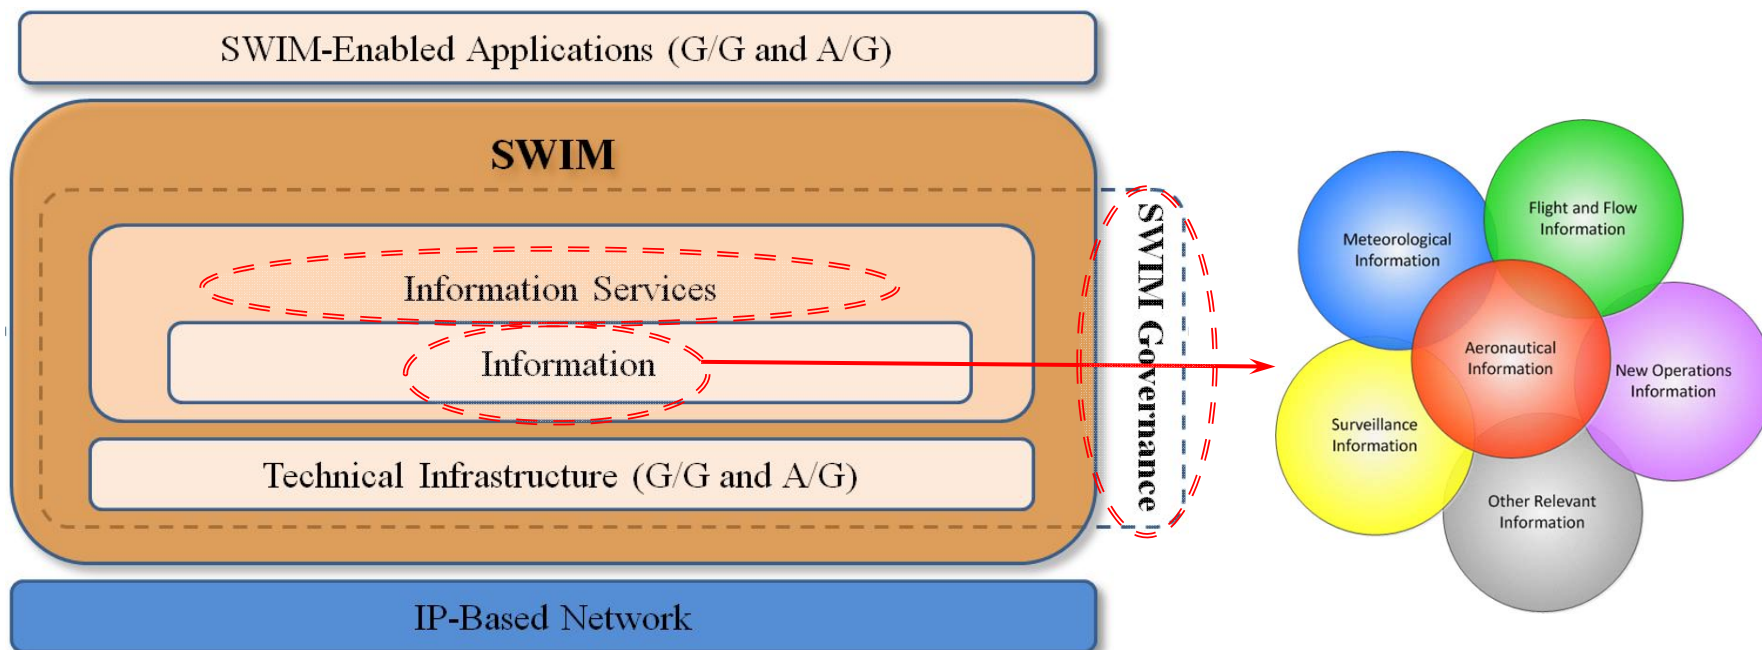 SWIM-Enabled Applications (G/G and A/G)
SWIM
Information Services
Information
Technical Infrastructure (G/G and A/G)
SWIM Governance
IP-Based Network
Meteorological
Information
Flight and Flow
Information
Aeronautical
Information
New Operations
Information
Surveillance
Information
Other Relevant
Information